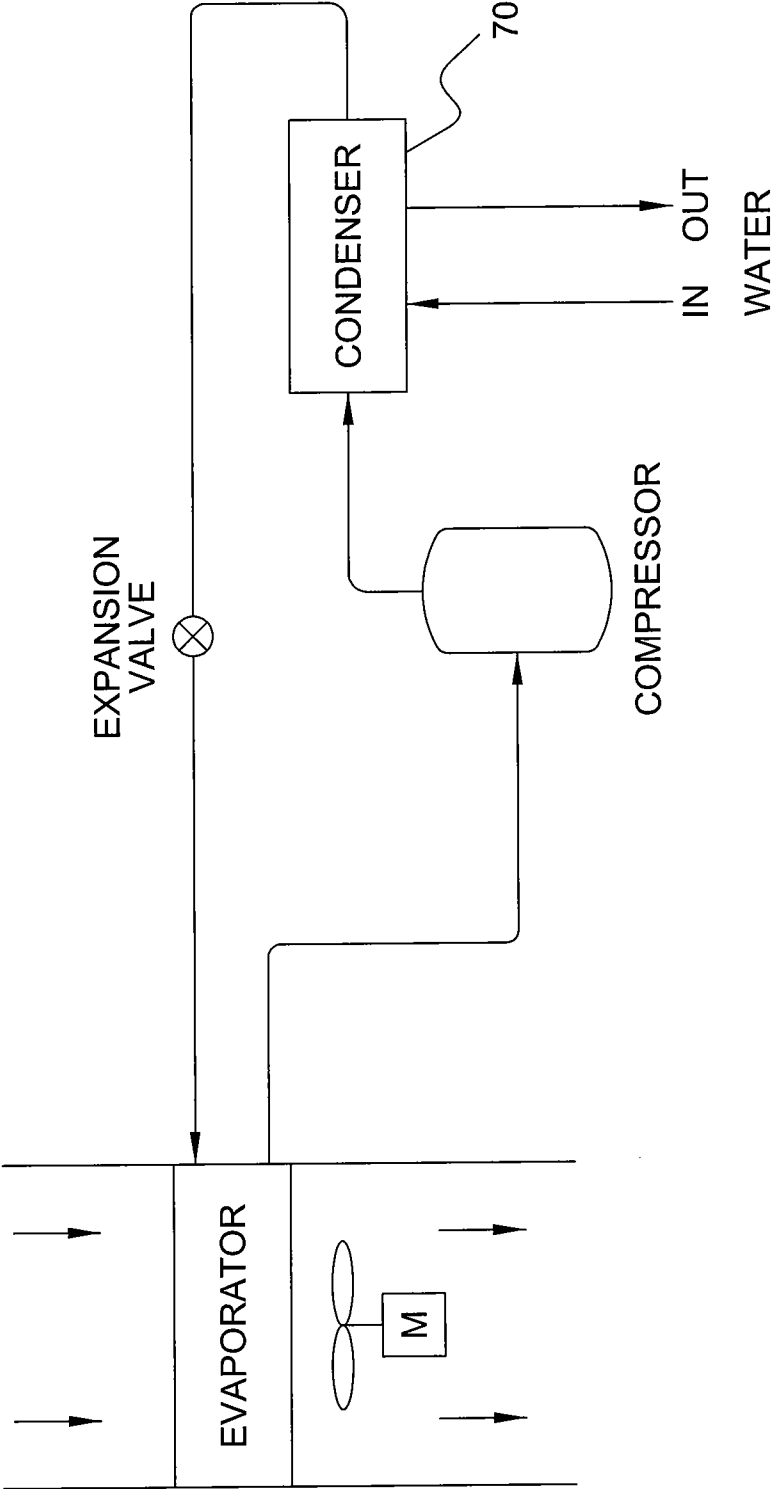 EXPANSION
VALVE
EVAPORATOR
M
COMPRESSOR
CONDENSER
70
IN OUT
WATER